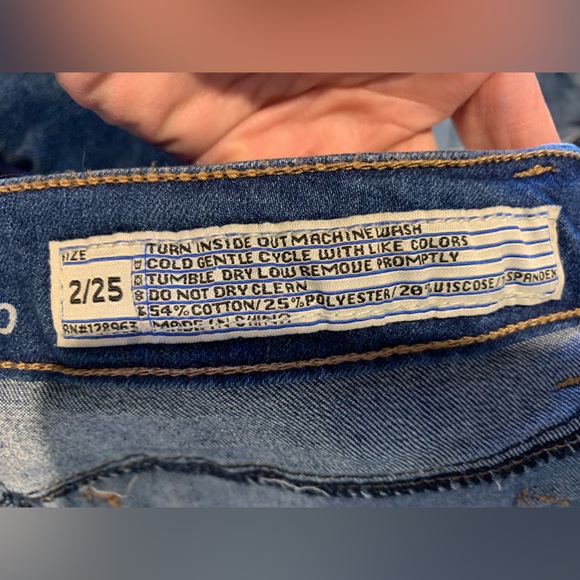 SIZE
2/25
RN#128963
TURN INSIDE OUT MACHINE WASH
COLD GENTLE CYCLE WITH LIKE COLORS
TUMBLE DRY LOW REMOVE PROMPTLY
DO NOT DRY CLEAN
54%COTTON/25%POLYESTER/20%VISCOSE/1%SPANDEX
MADE IN CHINA